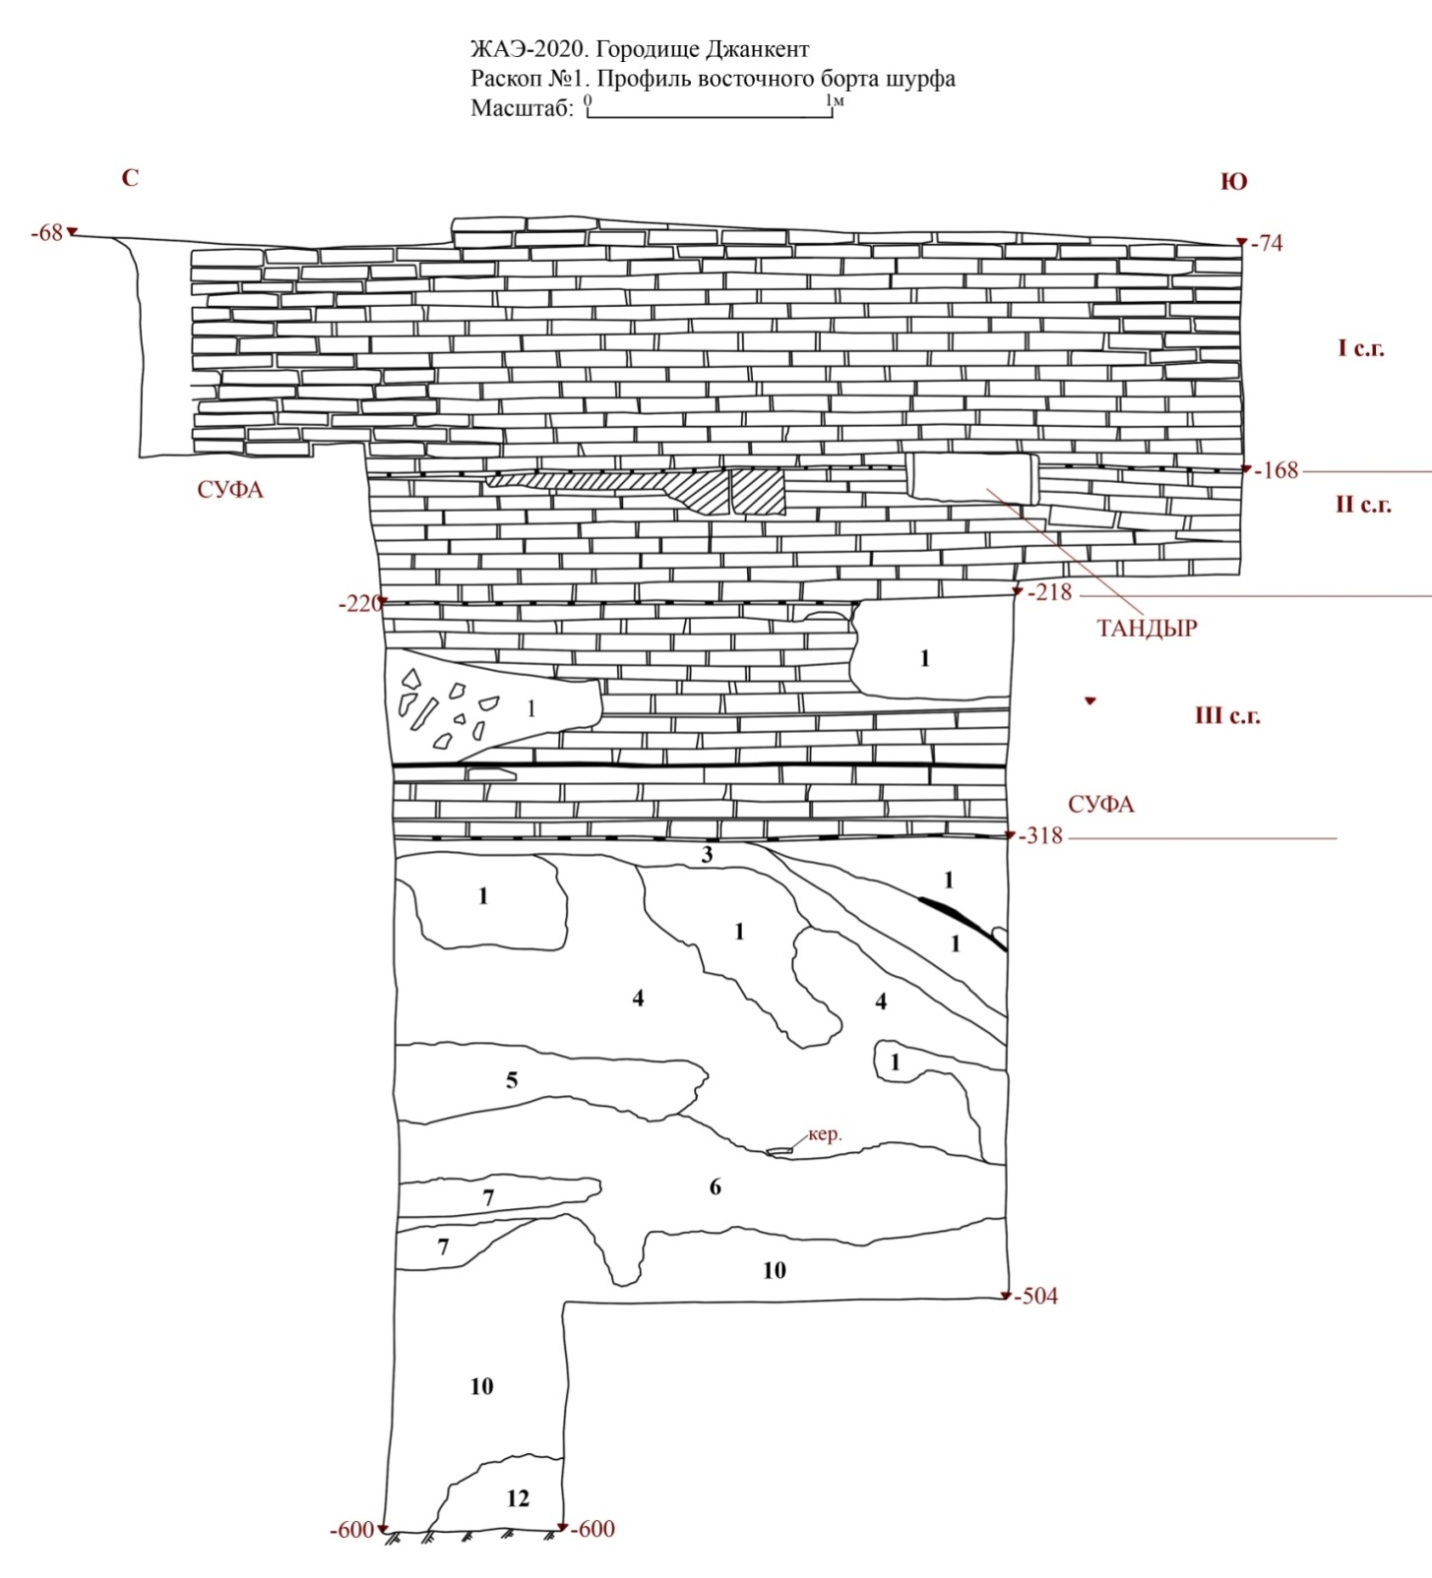 ЖАЭ-2020. Городище Джанкент
Раскоп №1. Профиль восточного борта шурфа
Масштаб: 0 1м
С
Ю
-68
-74
I с.г.
-168
СУФА
II с.г.
-218
-220
ТАНДЫР
1
1
III с.г.
СУФА
-318
3
1
1
1
1
4
4
1
5
кер.
6
7
7
10
-504
10
12
-600
-600